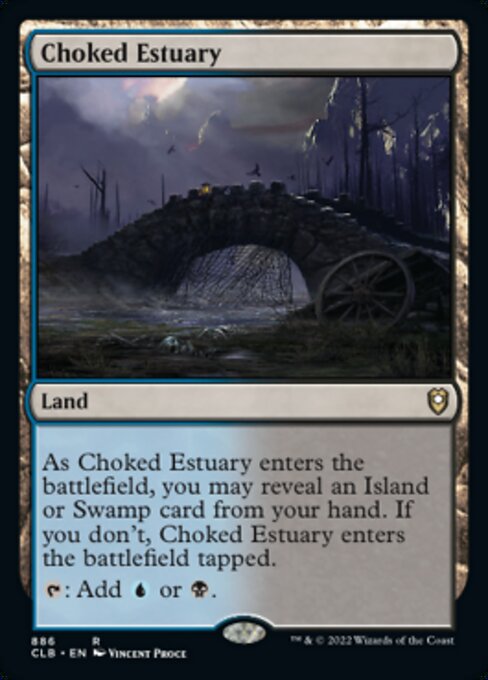 Choked Estuary
Land
As Choked Estuary enters the
battlefield, you may reveal an Island
or Swamp card from your hand. If
you don't, Choked Estuary enters
the battlefield tapped.
: Add or .
886 R
CLB • EN Vincent Proce
™ & © 2022 Wizards of the Coast